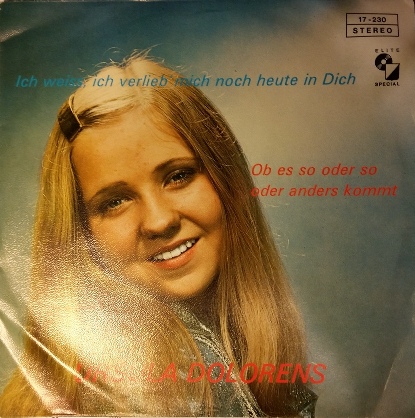 17-230
STEREO
ELITE
SPECIAL
Ich weiss, ich verlieb' mich noch heute in Dich
Ob es so oder so
oder anders kommt
LA DOLORENS